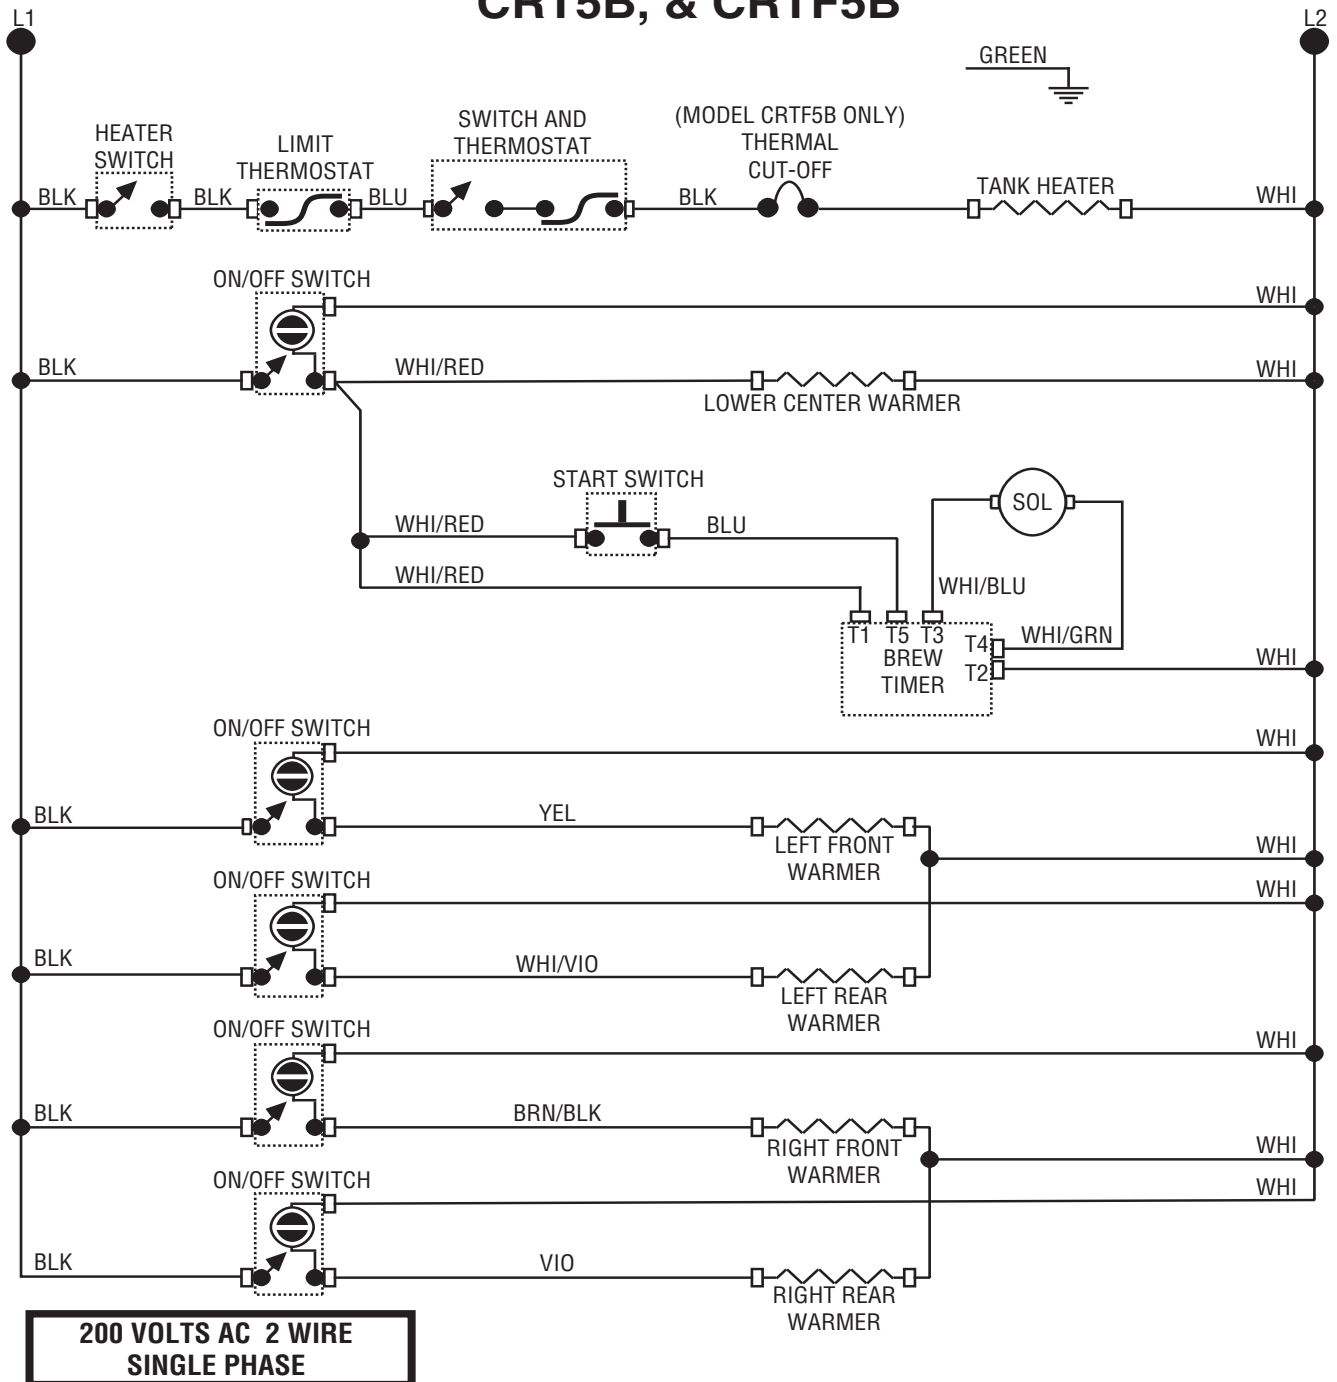 CRT5B, & CRTF5B
L1
L2
GREEN
HEATER
SWITCH
LIMIT
THERMOSTAT
SWITCH AND
THERMOSTAT
(MODEL CRTF5B ONLY)
THERMAL
CUT-OFF
TANK HEATER
BLK
BLK
BLU
BLK
WHI
ON/OFF SWITCH
WHI
BLK
WHI/RED
WHI
LOWER CENTER WARMER
START SWITCH
WHI/RED
BLU
SOL
WHI/RED
WHI/BLU
T1
T5
T3
T4
WHI/GRN
BREW
TIMER
T2
WHI
ON/OFF SWITCH
WHI
BLK
YEL
LEFT FRONT
WARMER
WHI
ON/OFF SWITCH
WHI
BLK
WHI/VIO
LEFT REAR
WARMER
ON/OFF SWITCH
WHI
BLK
BRN/BLK
RIGHT FRONT
WARMER
WHI
ON/OFF SWITCH
WHI
BLK
VIO
RIGHT REAR
WARMER
200 VOLTS AC 2 WIRE
SINGLE PHASE